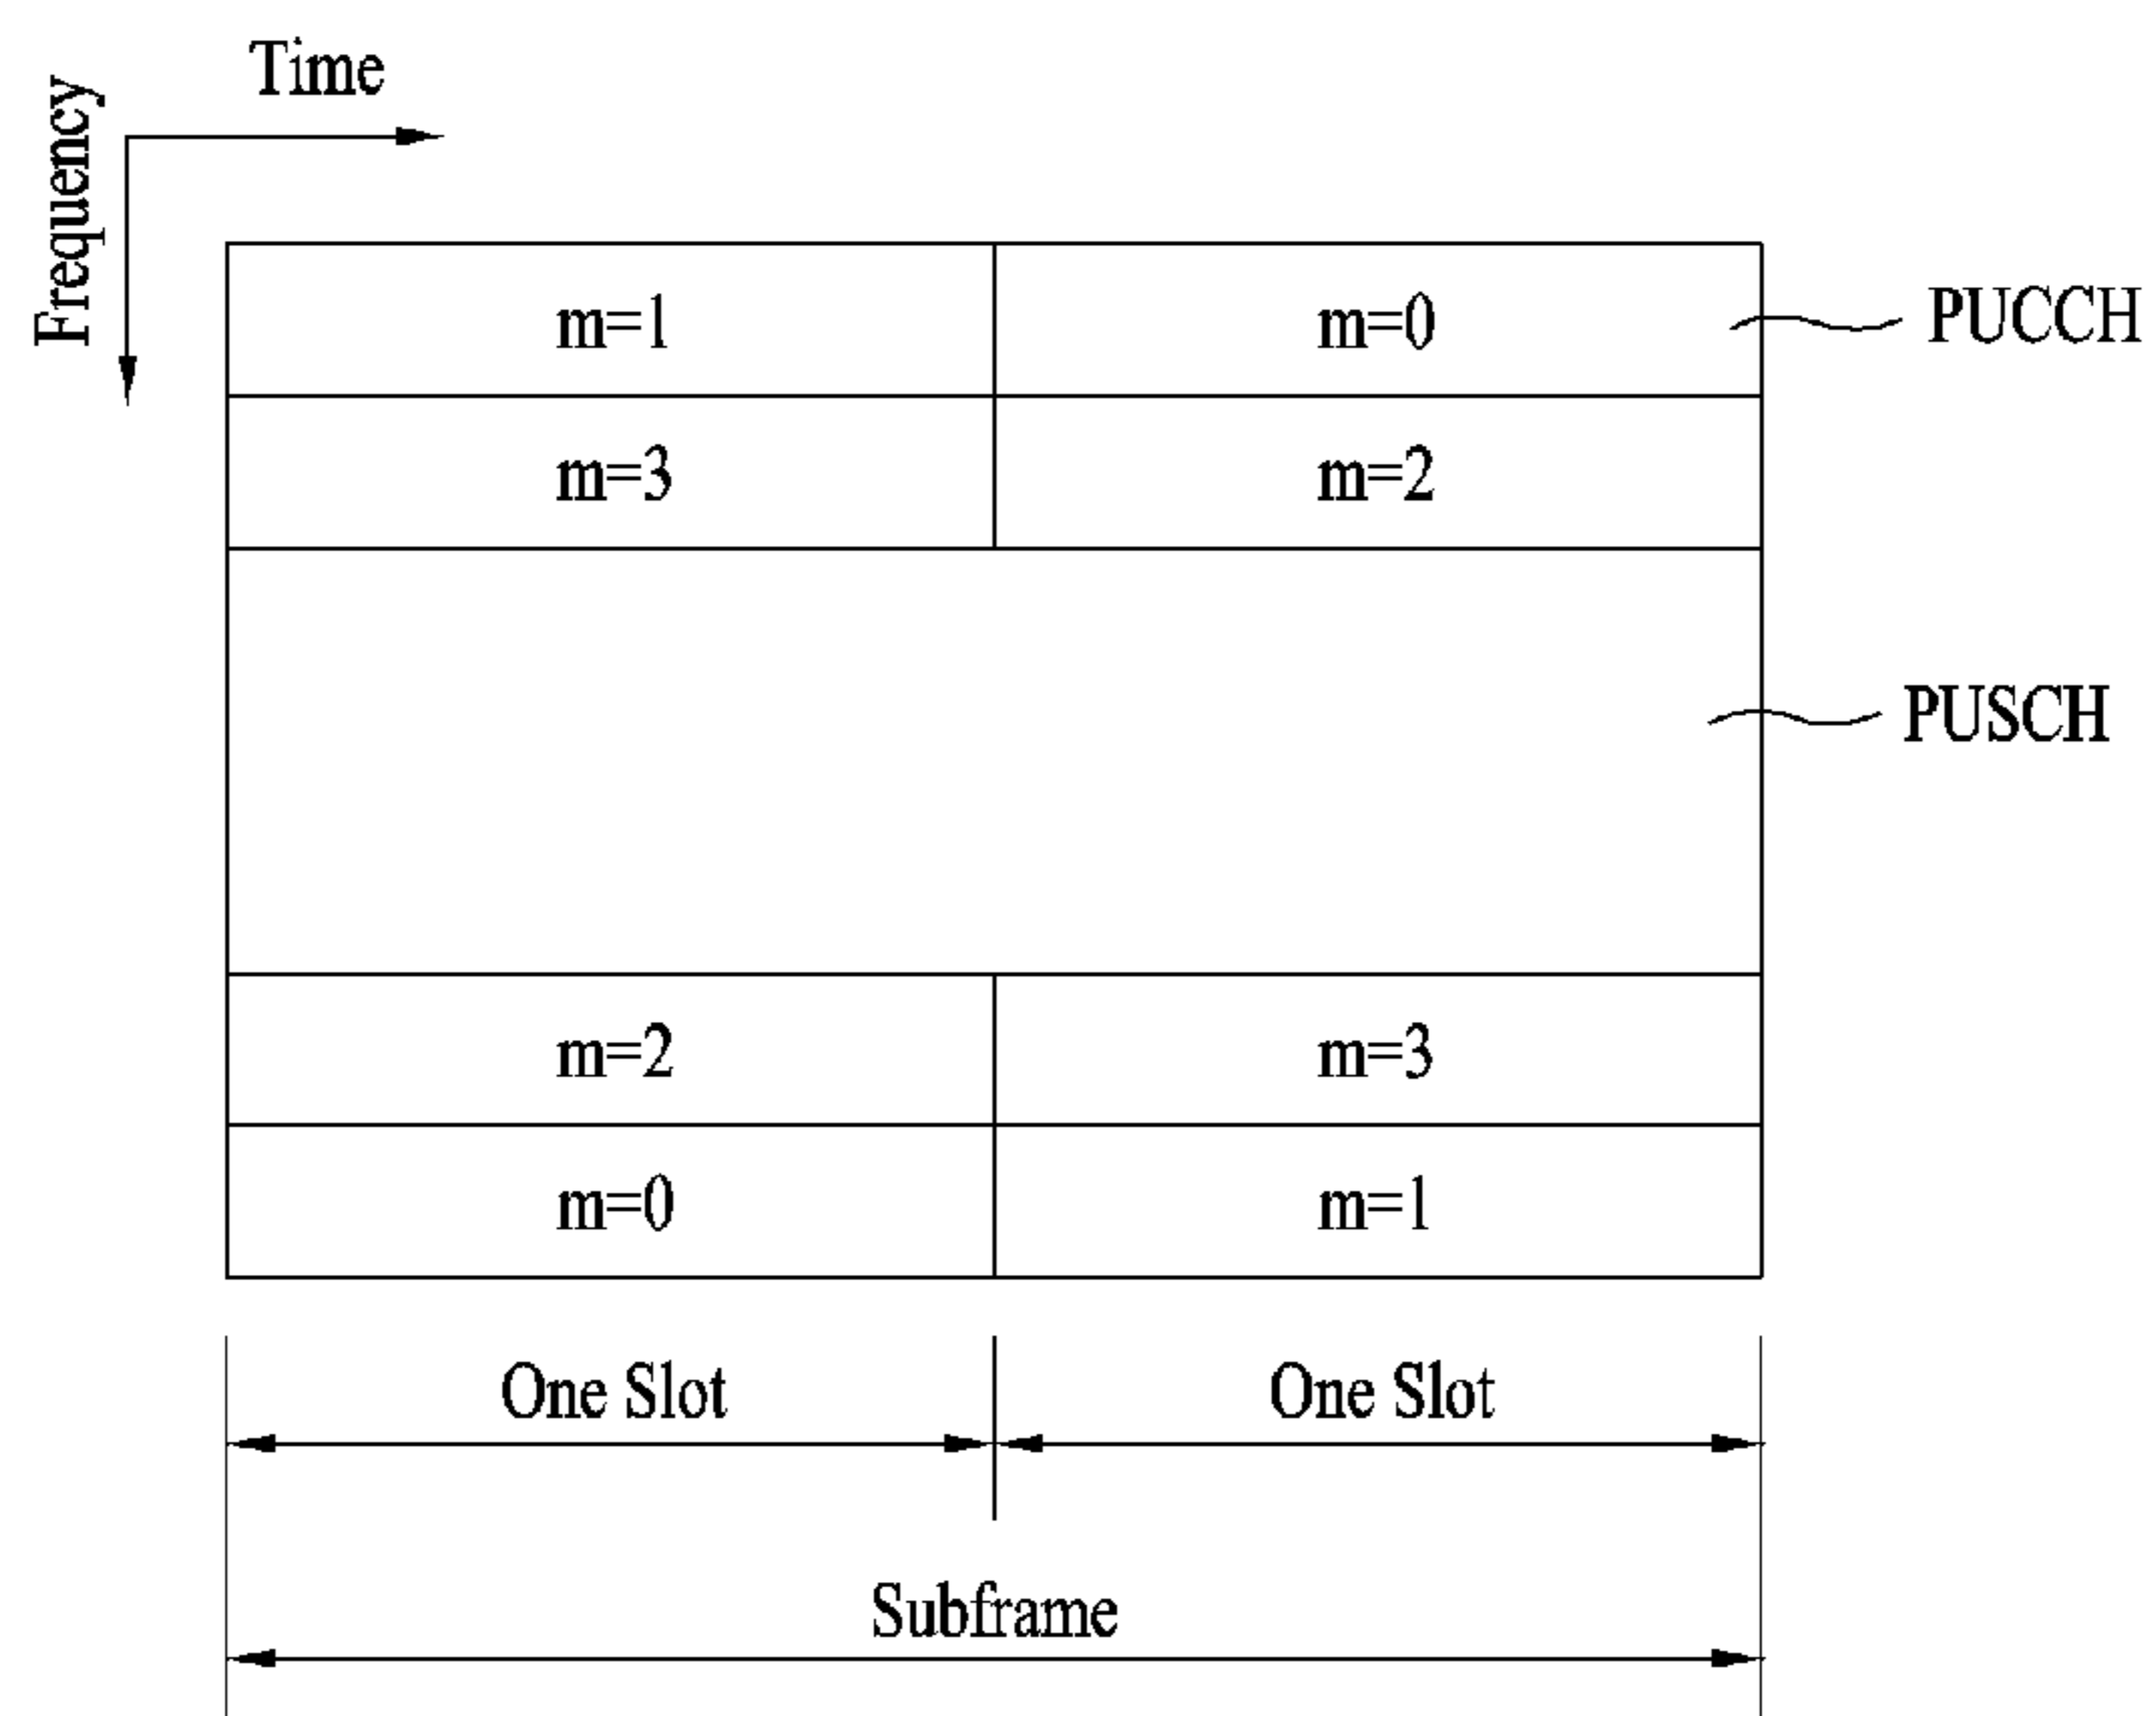 Time
Frequency
m=1 m=0 PUCCH
m=3 m=2
PUSCH
m=2 m=3
m=0 m=1
One Slot One Slot
Subframe